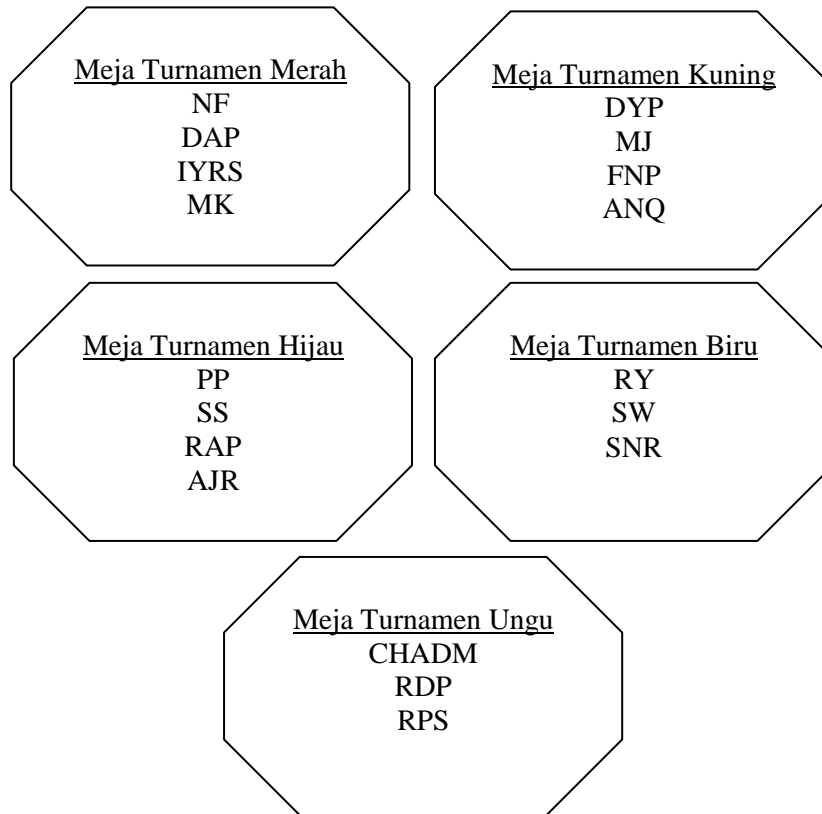 Meja Turnamen Merah
NF
DAP
IYRS
MK
Meja Turnamen Kuning
DYP
MJ
FNP
ANQ
Meja Turnamen Hijau
PP
SS
RAP
AJR
Meja Turnamen Biru
RY
SW
SNR
Meja Turnamen Ungu
CHADM
RDP
RPS